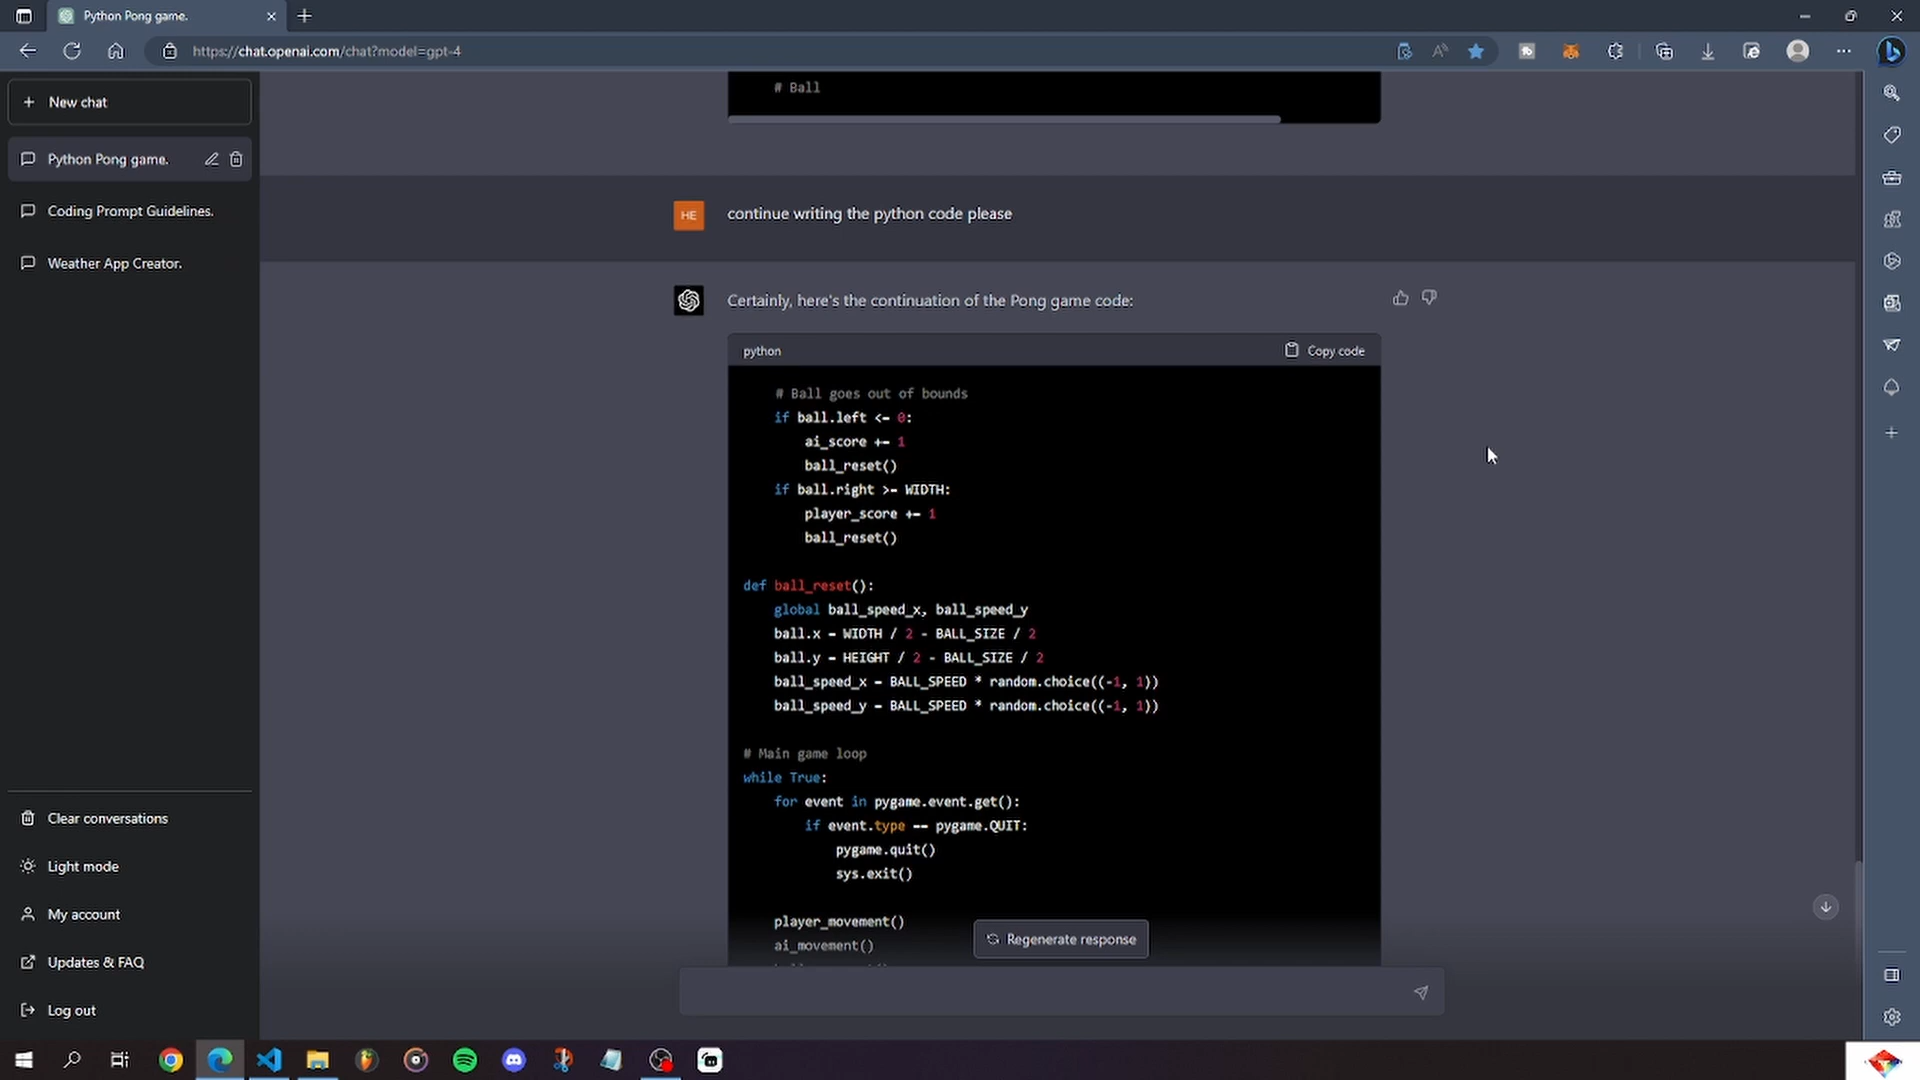 Python Pong game.
https://chat.openai.com/chat?model=gpt-4
New chat
Python Pong game.
Coding Prompt Guidelines.
Weather App Creator.
Clear conversations
Light mode
My account
Updates & FAQ
Log out
# Ball
HE
continue writing the python code please
Certainly, here's the continuation of the Pong game code:
python
Copy code
# Ball goes out of bounds
if ball.left <= 0:
ai_score += 1
ball_reset()
if ball.right >= WIDTH:
player_score += 1
ball_reset()
def ball_reset():
global ball_speed_x, ball_speed_y
ball.x = WIDTH / 2 - BALL_SIZE / 2
ball.y = HEIGHT / 2 - BALL_SIZE / 2
ball_speed_x = BALL_SPEED * random.choice((-1, 1))
ball_speed_y = BALL_SPEED * random.choice((-1, 1))
# Main game loop
while True:
for event in pygame.event.get():
if event.type == pygame.QUIT:
pygame.quit()
sys.exit()
player_movement()
ai_movement()
Regenerate response